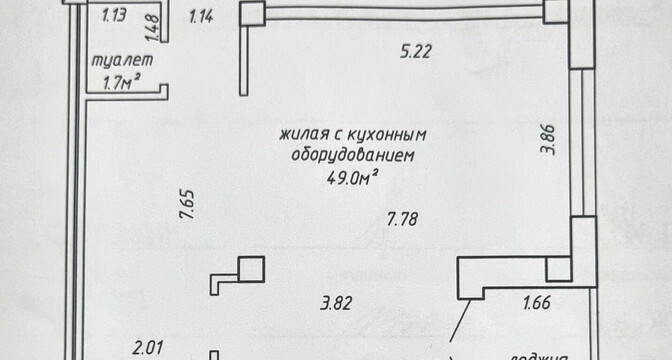 1.13
1.48
1.14
туалет
1.7м²
5.22
жилая с кухонным
оборудованием
49.0м²
3.86
7.65
7.78
3.82
1.66
2.01
лоджия